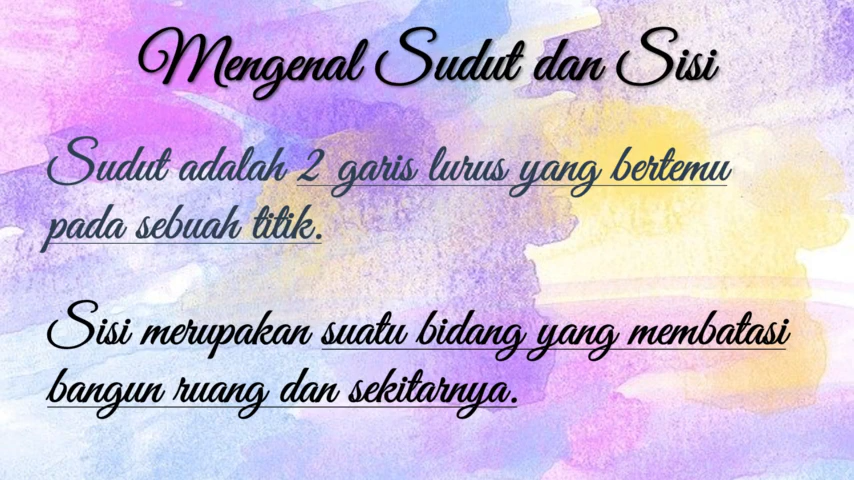 Mengenal Sudut dan Sisi
Sudut adalah 2 garis lurus yang bertemu
pada sebuah titik.
Sisi merupakan suatu bidang yang membatasi
bangun ruang dan sekitarnya.